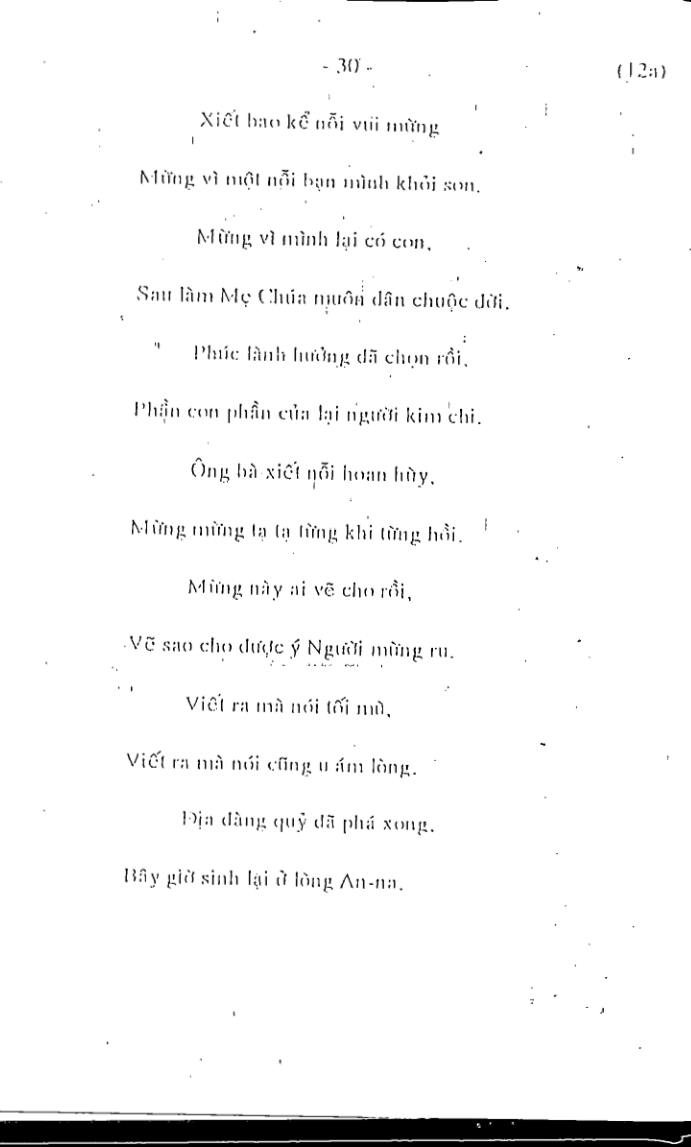 - 30 -
(12a)
Xiết bao kể nỗi vui mừng
Mừng vì một nỗi bạn mình khỏi son.
Mừng vì mình lại có con,
Sau làm Mẹ Chúa muôn dân chuộc đời.
" Phúc lành hưởng đã chọn rồi,
Phận con phần của lại người kim chi.
Ông bà xiết nỗi hoan hùy,
Mừng mừng tạ tạ từng khi từng hồi.
Mừng này ai vẽ cho rồi,
Vẽ sao cho được ý Người mừng ru.
Viết ra mà nói tối mù,
Viết ra mà nói cũng u ám lòng.
Địa đàng quỷ đã phá xong,
Bây giờ sinh lại ở lòng An-na.